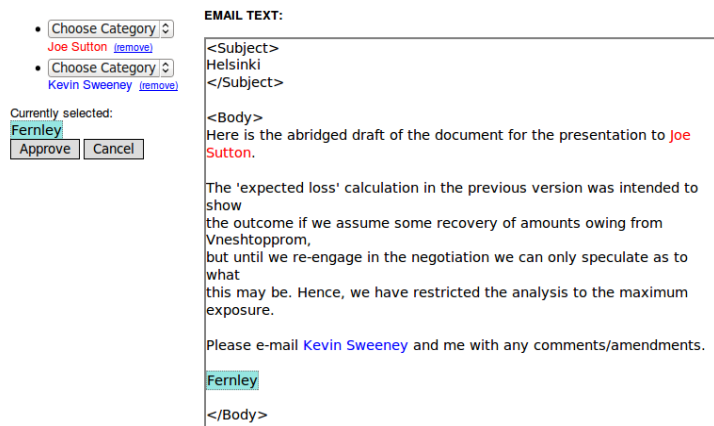 Choose Category
Joe Sutton (remove)
Choose Category
Kevin Sweeney (remove)
Currently selected:
Fernley
Approve Cancel
EMAIL TEXT:
<Subject>
Helsinki
</Subject>
<Body>
Here is the abridged draft of the document for the presentation to Joe
Sutton.
The 'expected loss' calculation in the previous version was intended to
show
the outcome if we assume some recovery of amounts owing from
Vneshtopprom,
but until we re-engage in the negotiation we can only speculate as to
what
this may be. Hence, we have restricted the analysis to the maximum
exposure.
Please e-mail Kevin Sweeney and me with any comments/amendments.
Fernley
</Body>